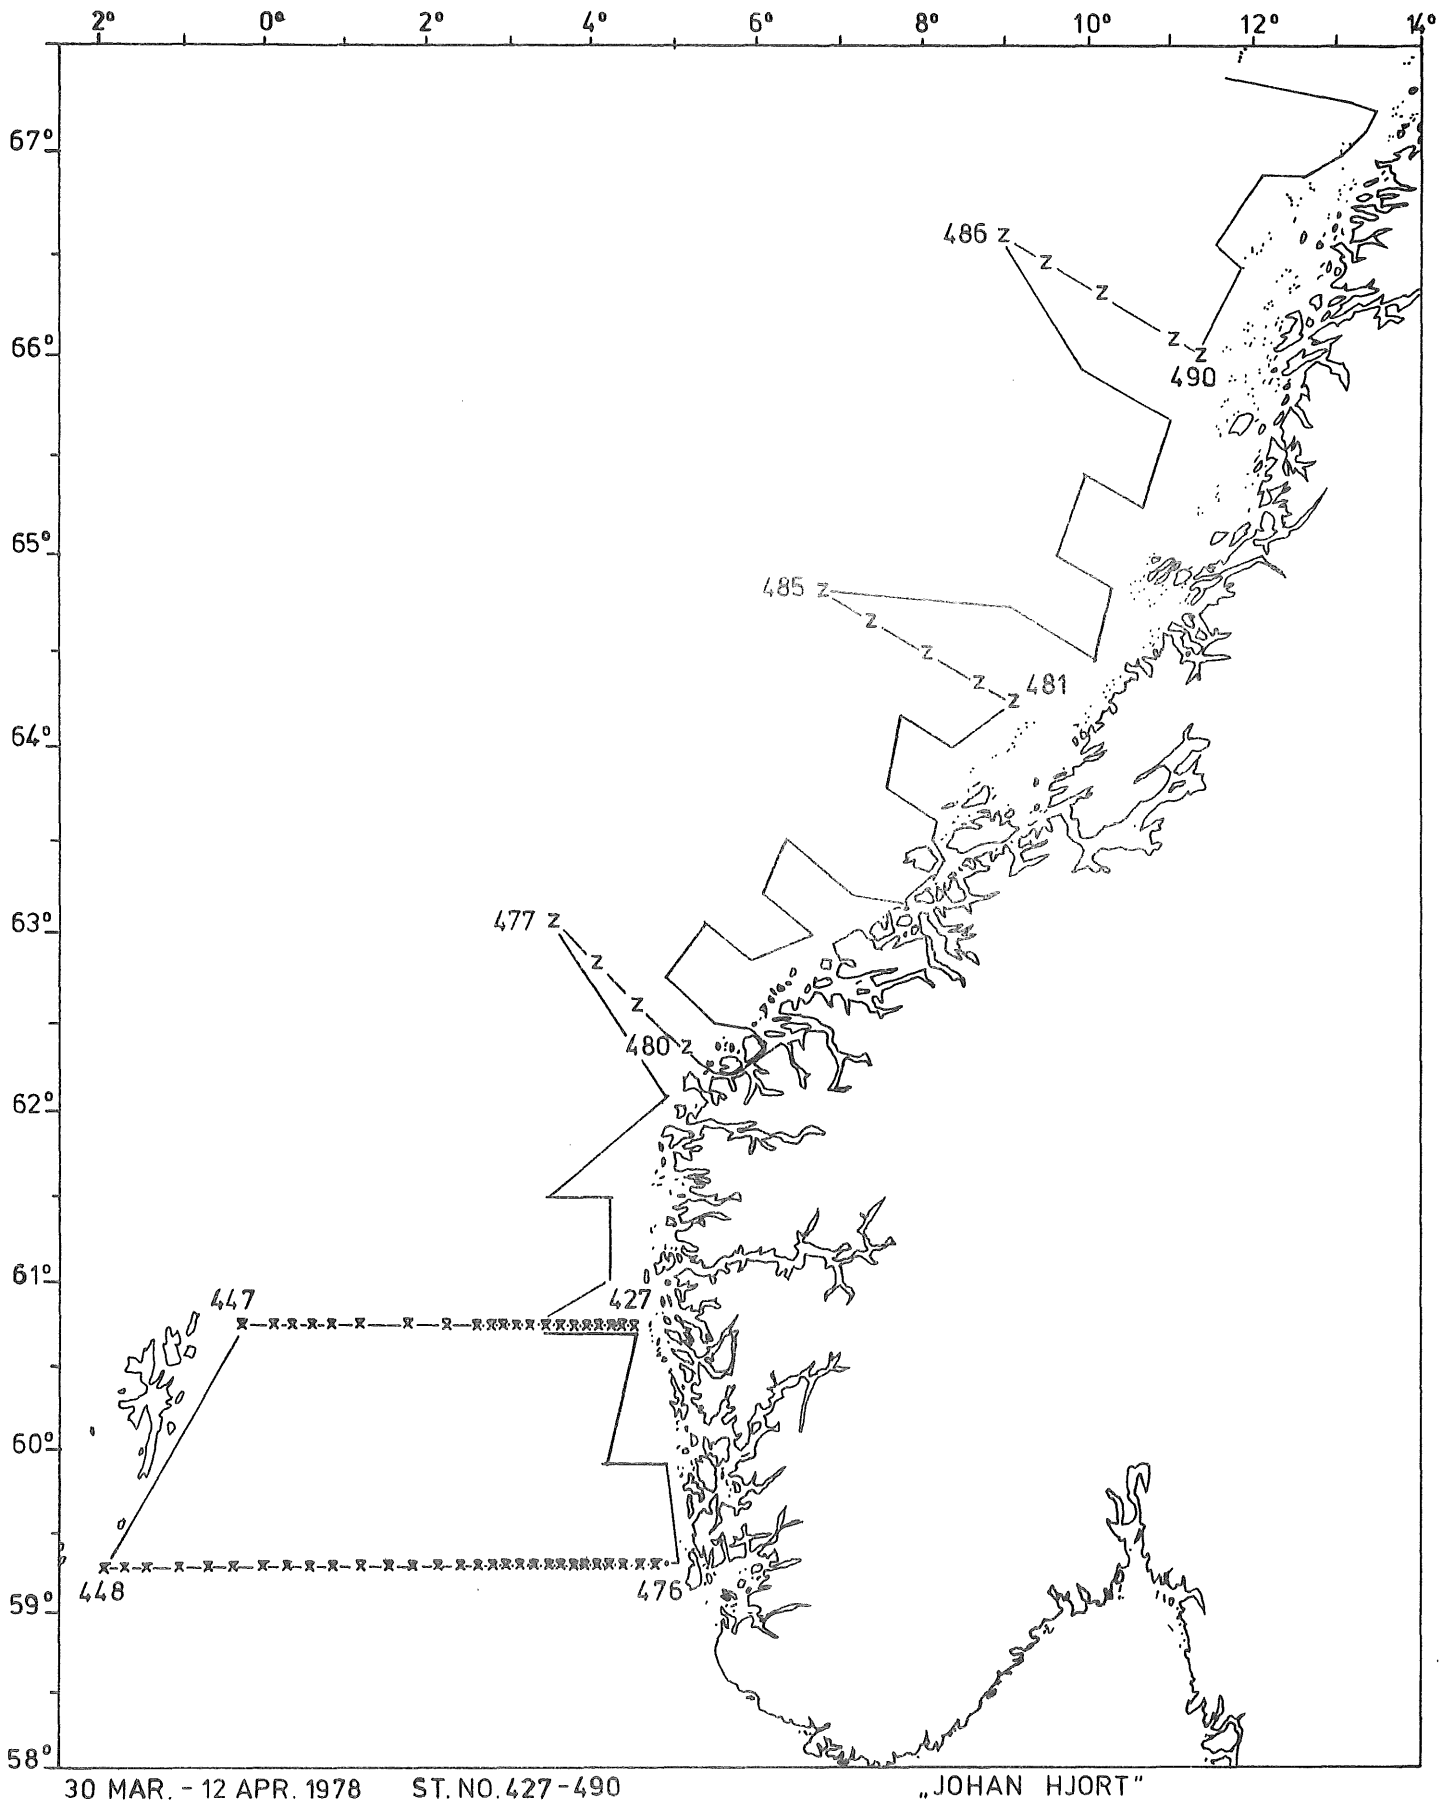 2° 0° 2° 4° 6° 8° 10° 12° 14°
67°
486 z
z
z
z
z
66°
490
65°
485 z
z
z
z
z 481
64°
477 z
63°
z
z
480 z
62°
61°
447
427
60°
448
476
59°
58°
30 MAR. - 12 APR. 1978 ST. NO. 427-490 „JOHAN HJORT"